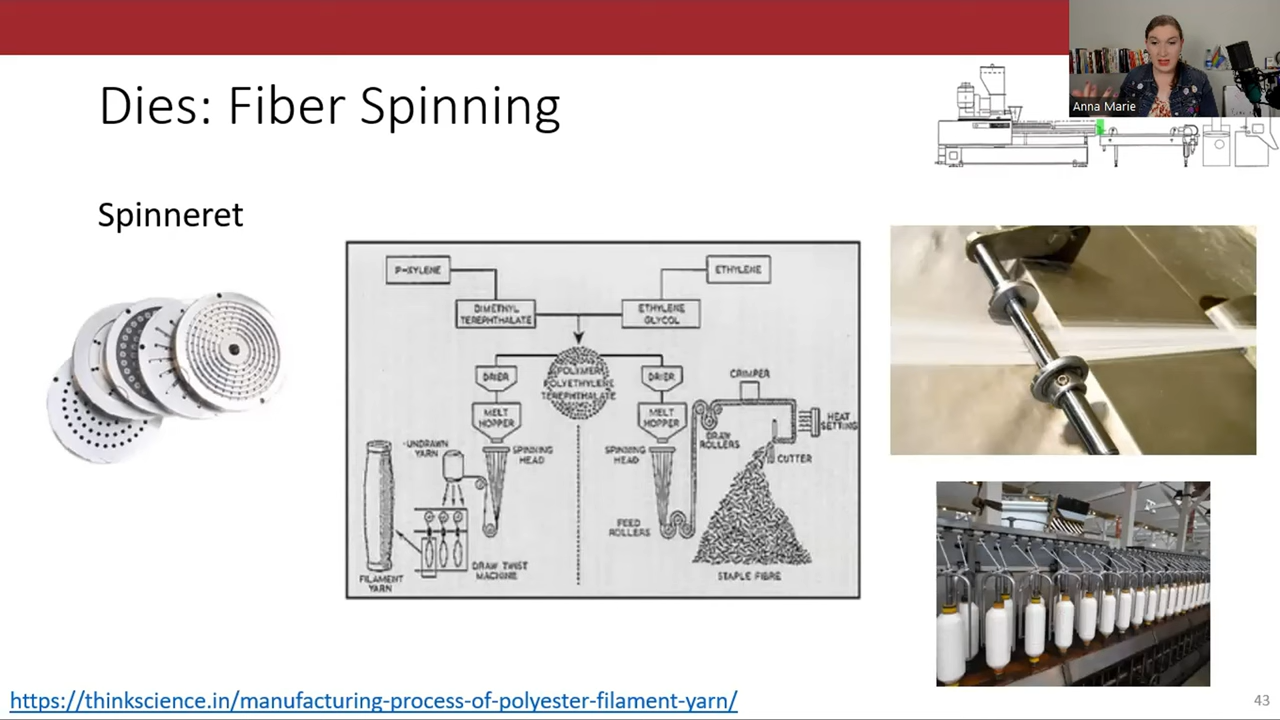 Anna Marie
Dies: Fiber Spinning
Spinneret
P-XYLENE
ETHYLENE
DIMETHYL
TEREPHTHALATE
ETHYLENE
GLYCOL
DRIER
POLYMER
POLYETHYLENE
TEREPHTHALATE
DRIER
CRIMPER
MELT
HOPPER
MELT
HOPPER
HEAT
SETTING
DRAW
ROLLERS
UNDRAWN
YARN
SPINNING
HEAD
SPINNING
HEAD
CUTTER
FEED
ROLLERS
DRAW TWIST
MACHINE
STAPLE FIBRE
FILAMENT
YARN
https://thinkscience.in/manufacturing-process-of-polyester-filament-yarn/
43